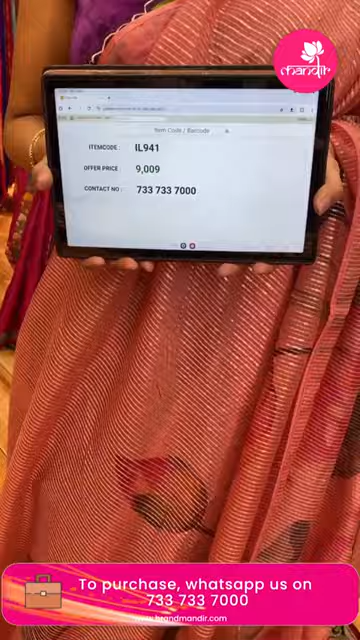 mandir
Item Code / Barcode
ITEMCODE : IL941
OFFER PRICE : 9,009
CONTACT NO : 733 733 7000
To purchase, whatsapp us on
733 733 7000
www.brandmandir.com